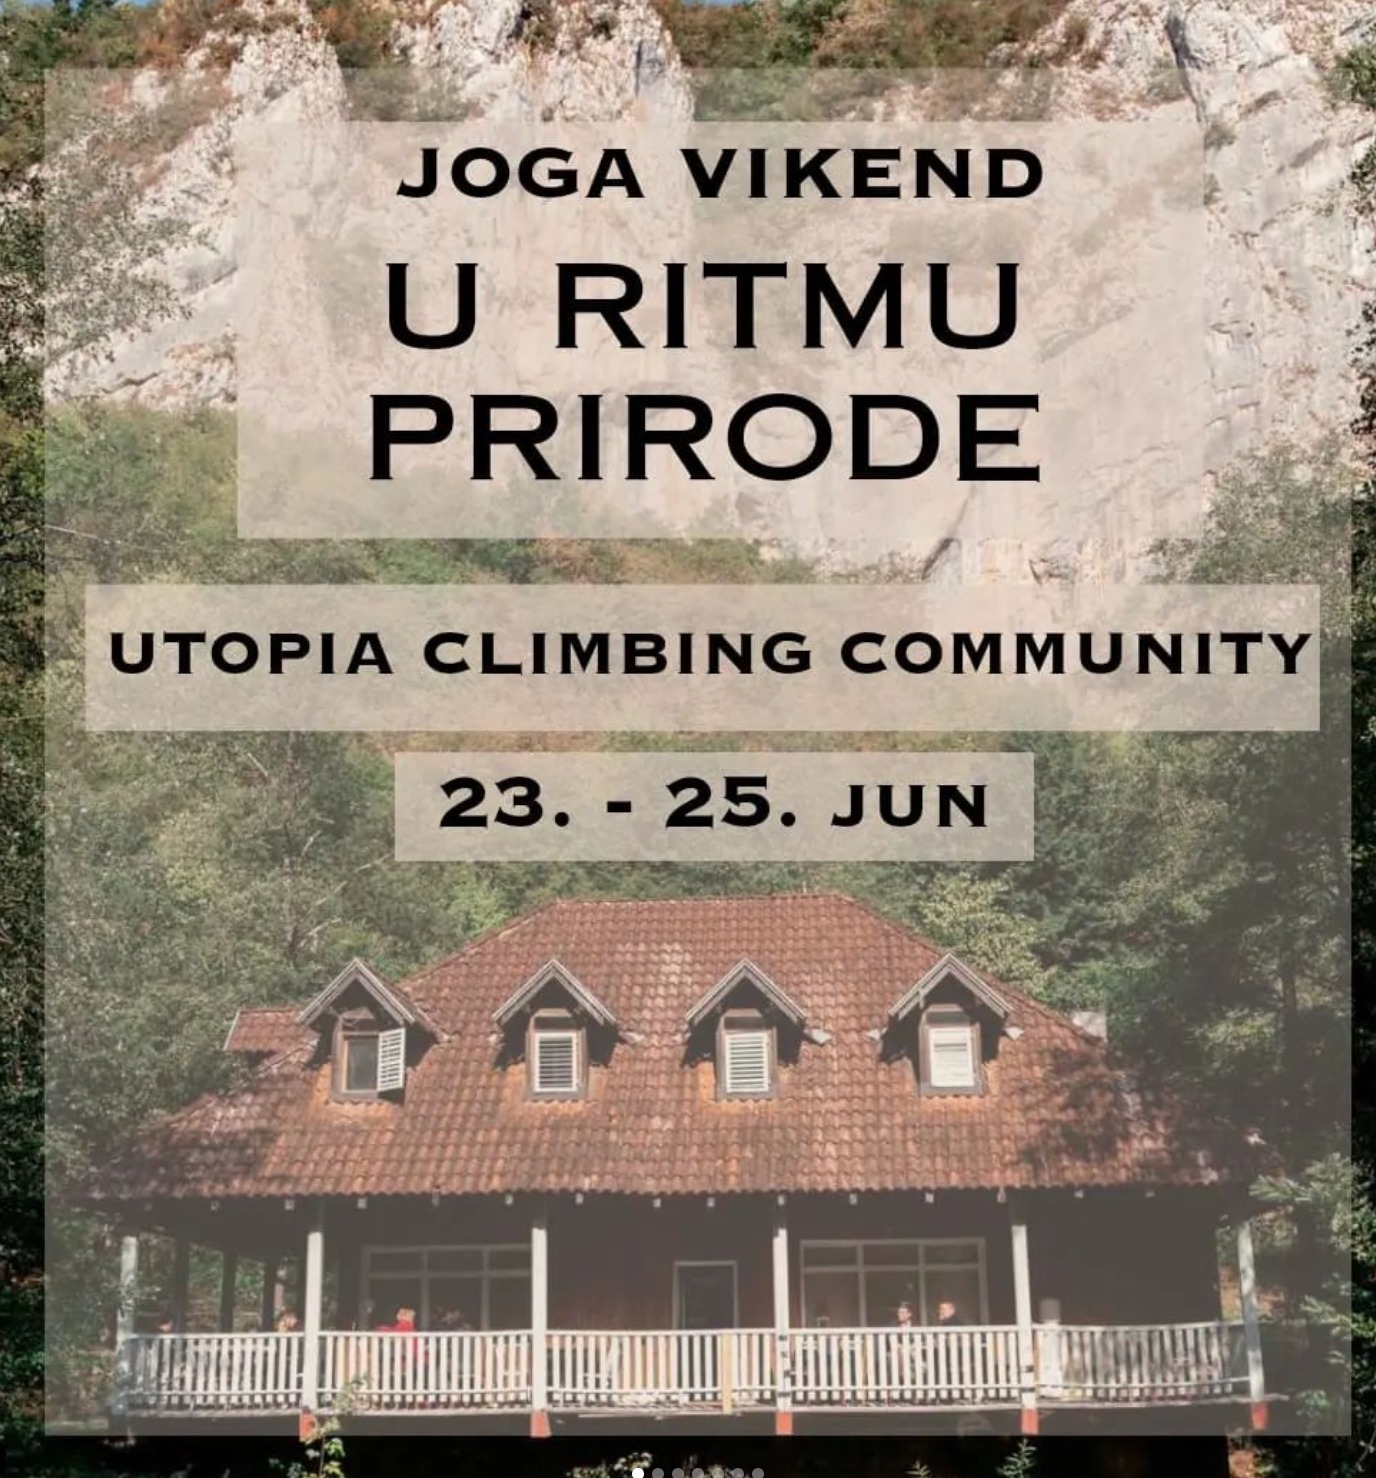 JOGA VIKEND
U RITMU
PRIRODE
UTOPIA CLIMBING COMMUNITY
23. - 25. JUN